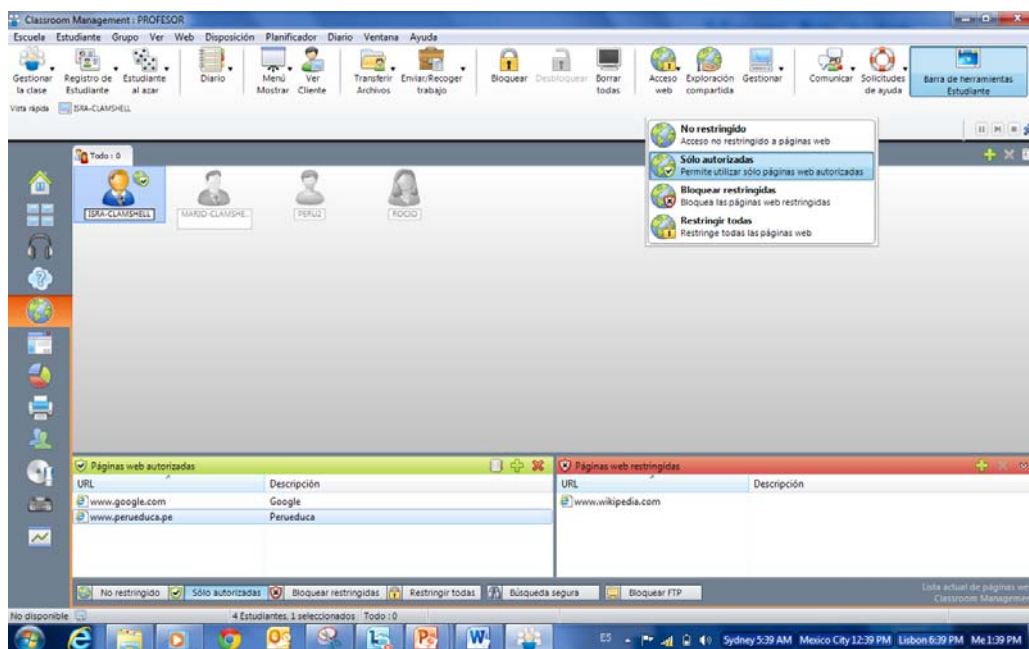 Classroom Management : PROFESOR
Escuela Estudiante Grupo Ver Web Disposición Planificador Diario Ventana Ayuda
Gestionar la clase
Registro de Estudiante
Estudiante al azar
Diario
Menú Mostrar
Ver Cliente
Transferir Archivos
Enviar/Recoger trabajo
Bloquear
Desbloquear
Borrar todas
Acceso web
Exploración compartida
Gestionar
Comunicar
Solicitudes de ayuda
Barra de herramientas Estudiante
Vista rápida ISRA-CLAMSHELL
No restringido
Acceso no restringido a páginas web
Sólo autorizadas
Permite utilizar sólo páginas web autorizadas
Bloquear restringidas
Bloquea las páginas web restringidas
Restringir todas
Restringe todas las páginas web
Todo : 0
ISRA-CLAMSHELL MARIO-CLAMSHE... PERU2 ROCIO
Páginas web autorizadas
URL Descripción
www.google.com Google
www.perueduca.pe Perueduca
Páginas web restringidas
URL Descripción
www.wikipedia.com
No restringido Sólo autorizadas Bloquear restringidas Restringir todas Búsqueda segura Bloquear FTP
Lista actual de páginas we
Classroom Managemen
No disponible 4 Estudiantes, 1 seleccionados Todo : 0
ES Sydney 5:39 AM Mexico City 12:39 PM Lisbon 6:39 PM Me 1:39 PM